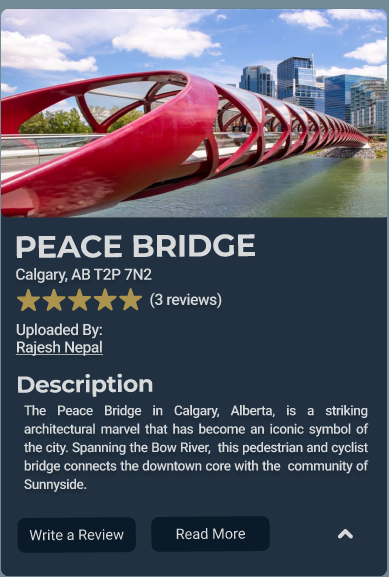 PEACE BRIDGE
Calgary, AB T2P 7N2
(3 reviews)
Uploaded By:
Rajesh Nepal
Description
The Peace Bridge in Calgary, Alberta, is a striking
architectural marvel that has become an iconic symbol of
the city. Spanning the Bow River,  this pedestrian and cyclist
bridge connects the downtown core with the  community of
Sunnyside.
Write a Review
Read More